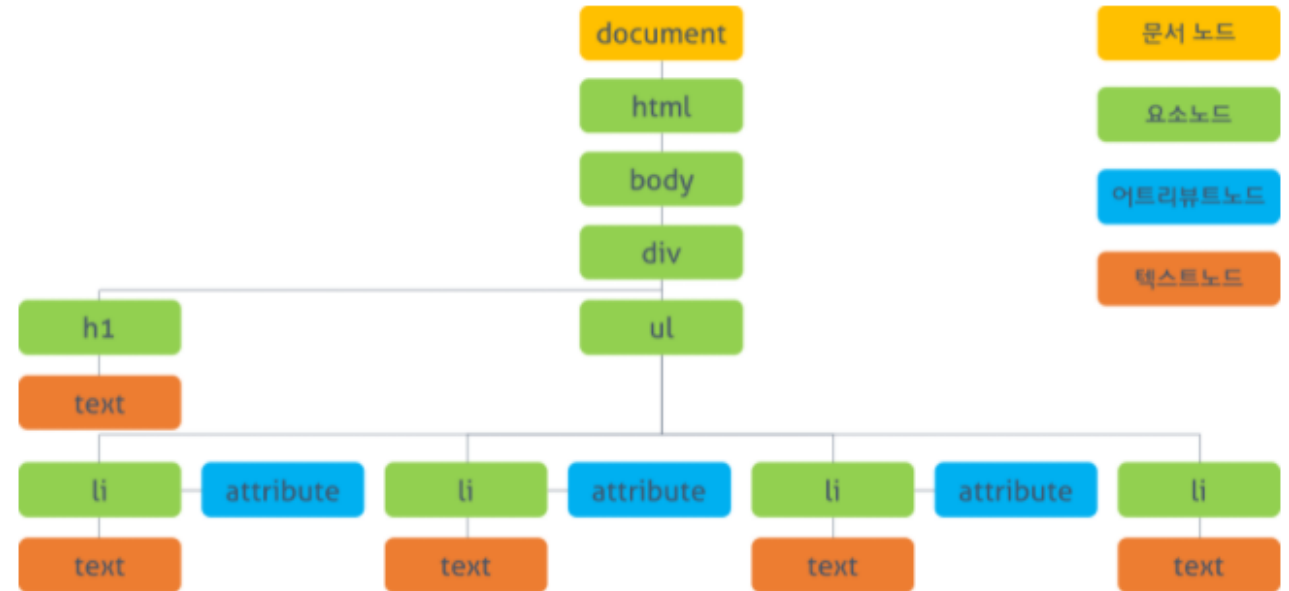 document
문서 노드
html
요소노드
body
어트리뷰트노드
div
텍스트노드
h1
ul
text
li
attribute
li
attribute
li
attribute
li
text
text
text
text